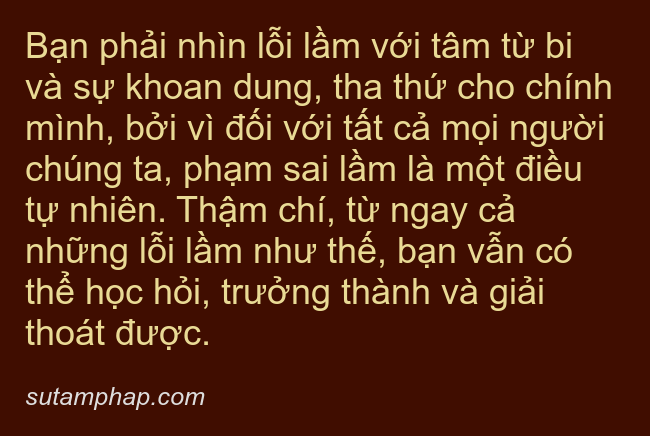 Bạn phải nhìn lỗi lầm với tâm từ bi
và sự khoan dung, tha thứ cho chính
mình, bởi vì đối với tất cả mọi người
chúng ta, phạm sai lầm là một điều
tự nhiên. Thậm chí, từ ngay cả
những lỗi lầm như thế, bạn vẫn có
thể học hỏi, trưởng thành và giải
thoát được.
sutamphap.com